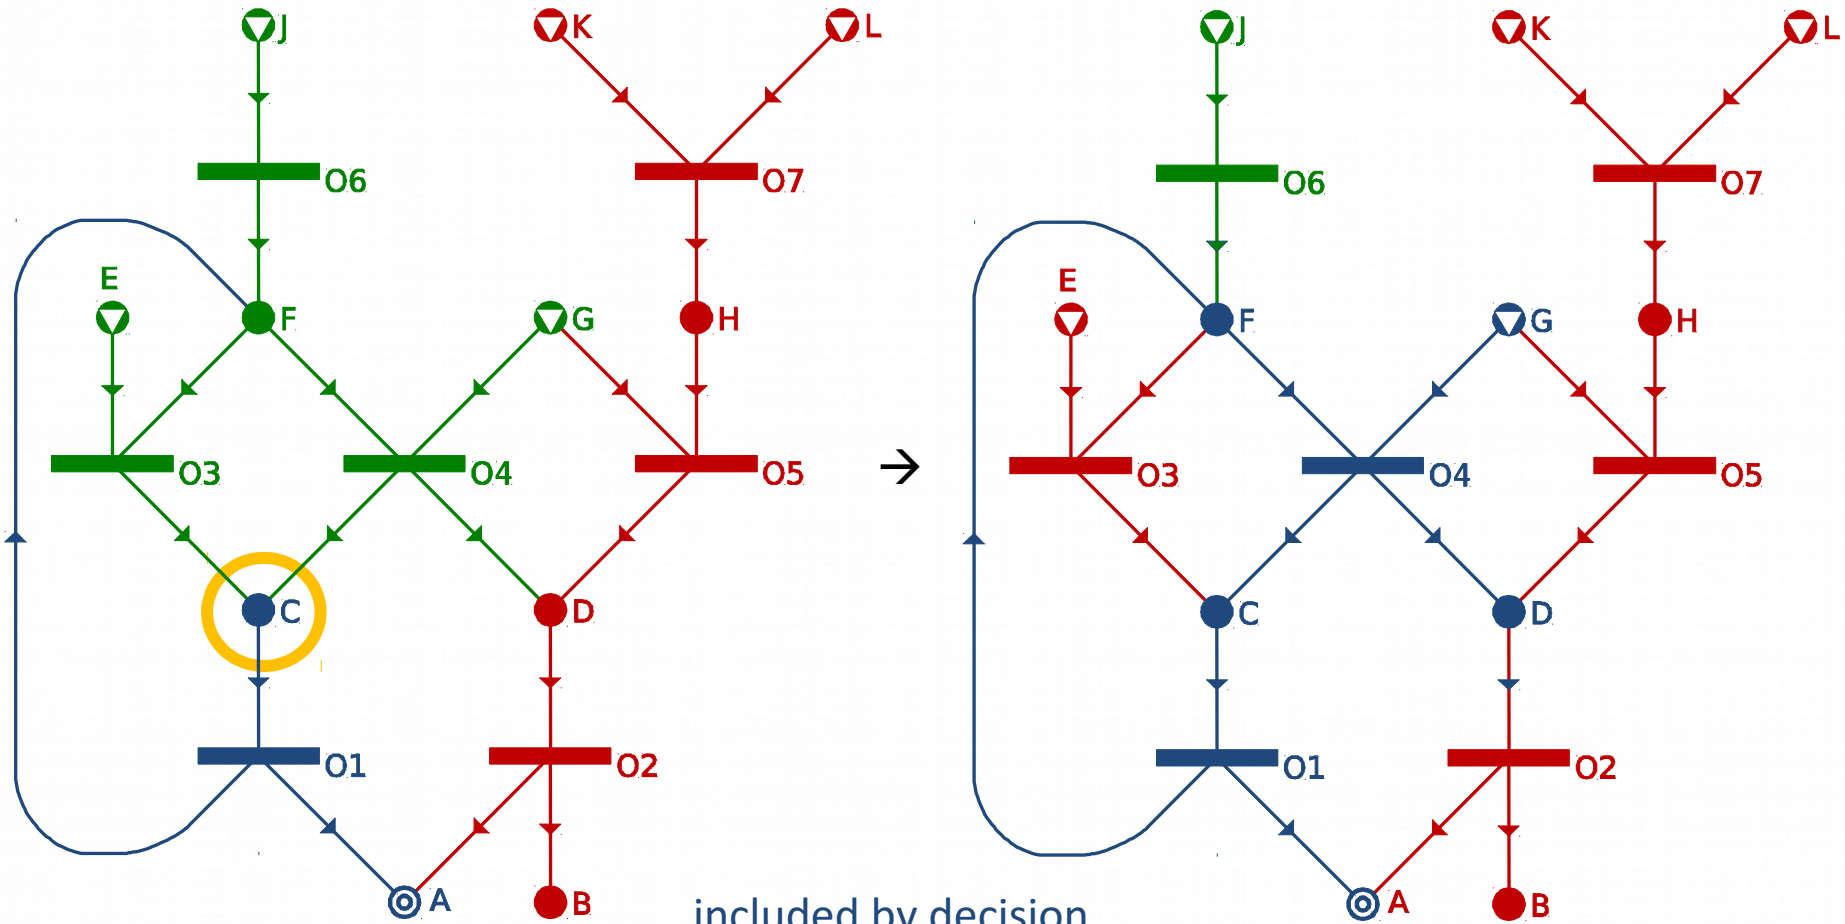 J K L J K L
O6 O7 O6 O7
E F G H E F G H
O3 O4 O5 → O3 O4 O5
C D C D
O1 O2 O1 O2
A B A B
included by decision